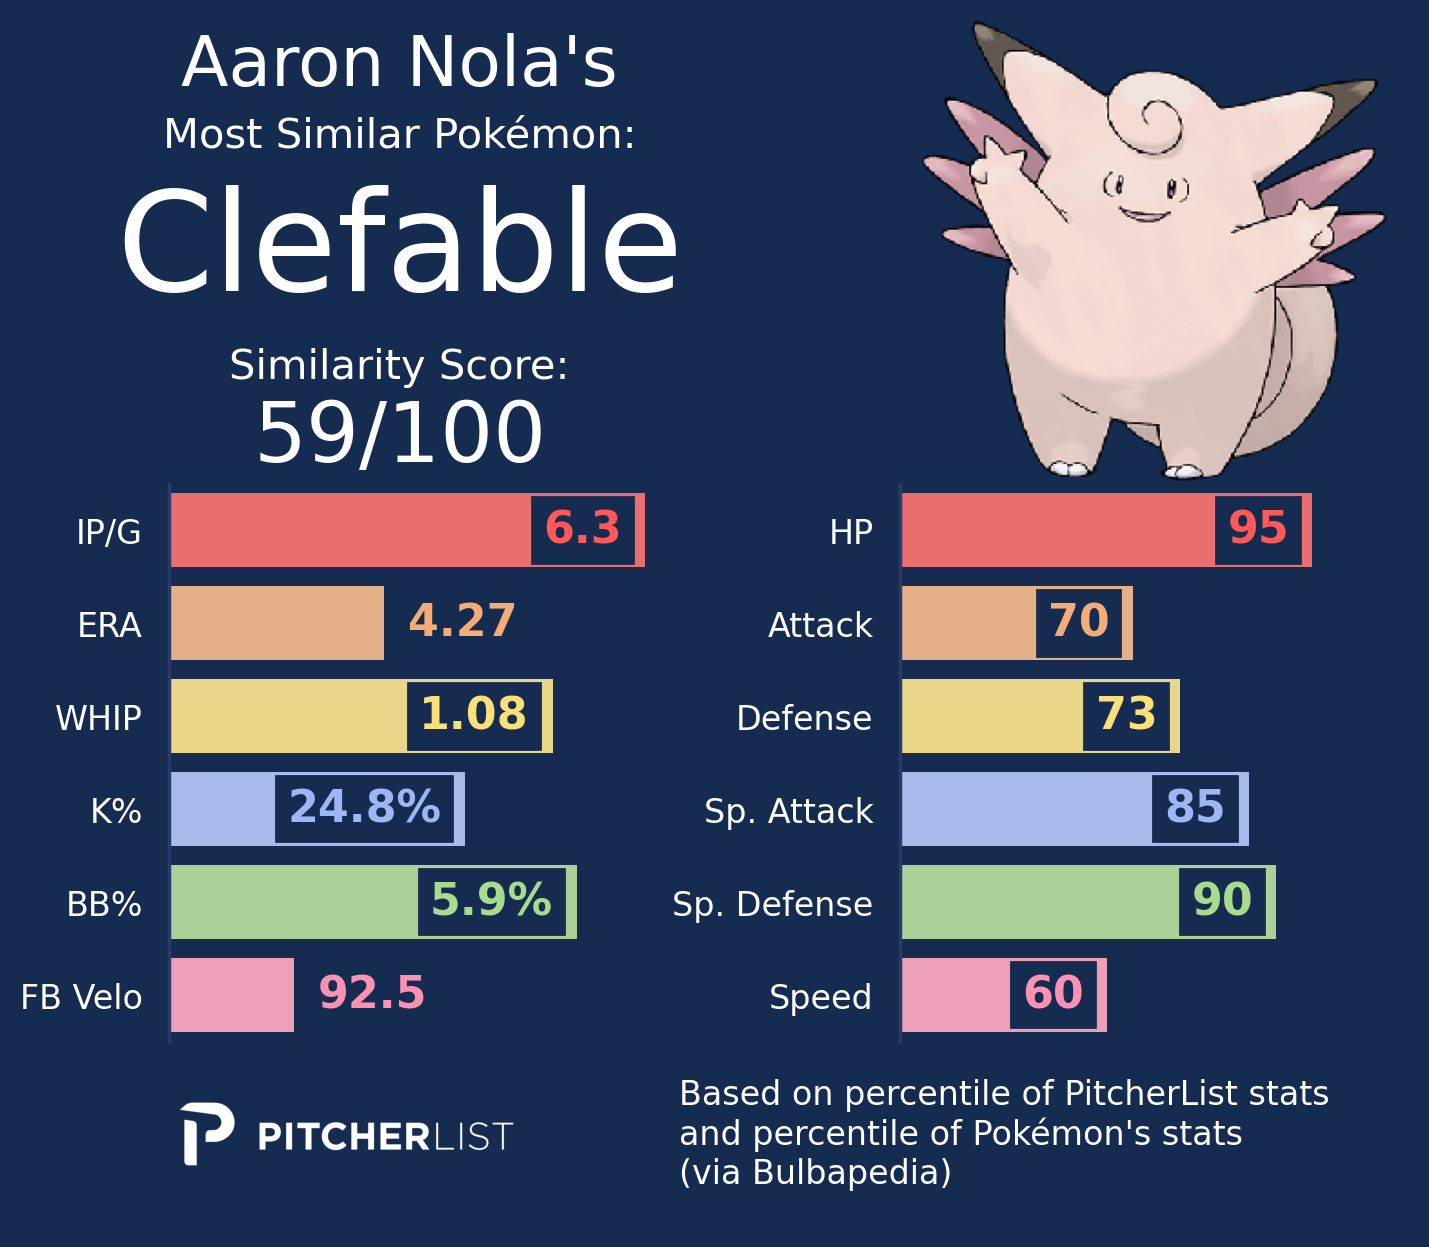 Aaron Nola's
Most Similar Pokémon:
Clefable
Similarity Score:
59/100
IP/G 6.3
ERA 4.27
WHIP 1.08
K% 24.8%
BB% 5.9%
FB Velo 92.5
HP 95
Attack 70
Defense 73
Sp. Attack 85
Sp. Defense 90
Speed 60
PITCHERLIST
Based on percentile of PitcherList stats
and percentile of Pokémon's stats
(via Bulbapedia)